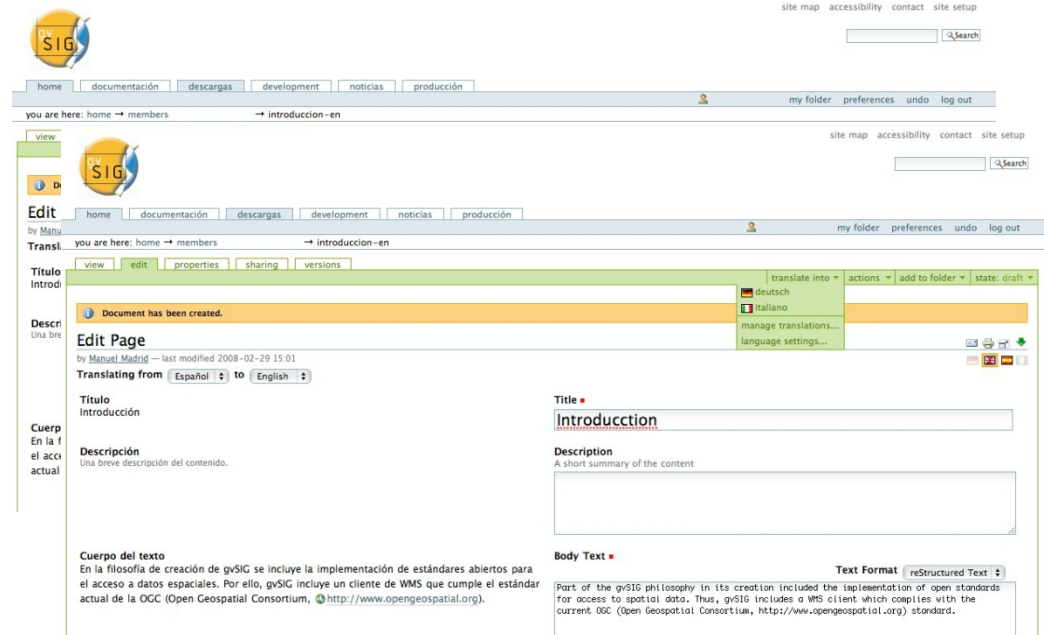 site map accessibility contact site setup
gv
SIG
Search
home documentación descargas development noticias producción
my folder preferences undo log out
you are here: home → members → introduccion-en
view
Edit
by Manu
Título
Descri
Una bre
Cuerp
En la f
el acce
actual
site map accessibility contact site setup
gv
SIG
Search
home documentación descargas development noticias producción
my folder preferences undo log out
you are here: home → members → introduccion-en
view edit properties sharing versions
translate into actions add to folder state: draft
deutsch
italiano
manage translations...
language settings...
Document has been created.
Edit Page
by Manuel Madrid — last modified 2008-02-29 15:01
Translating from Español to English
Título
Introducción
Title
Introducction
Descripción
Una breve descripción del contenido.
Description
A short summary of the content
Cuerpo del texto
En la filosofía de creación de gvSIG se incluye la implementación de estándares abiertos para
el acceso a datos espaciales. Por ello, gvSIG incluye un cliente de WMS que cumple el estándar
actual de la OGC (Open Geospatial Consortium, http://www.opengeospatial.org).
Body Text
Text Format reStructured Text
Part of the gvSIG philosophy in its creation included the implementation of open standards
for access to spatial data. Thus, gvSIG includes a WMS client which complies with the
current OGC (Open Geospatial Consortium, http://www.opengeospatial.org) standard.